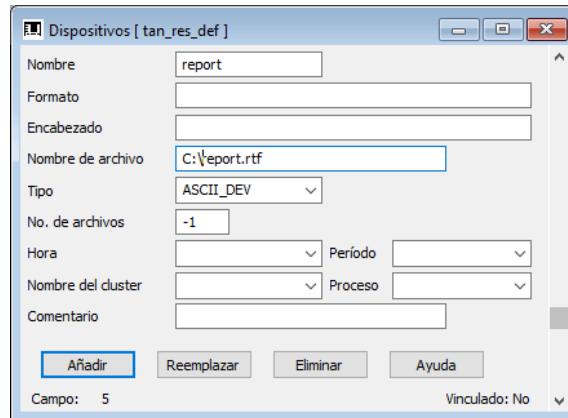 Dispositivos [ tan_res_def ]
Nombre report
Formato
Encabezado
Nombre de archivo C:\report.rtf
Tipo ASCII_DEV
No. de archivos -1
Hora Período
Nombre del cluster Proceso
Comentario
Añadir Reemplazar Eliminar Ayuda
Campo: 5 Vinculado: No